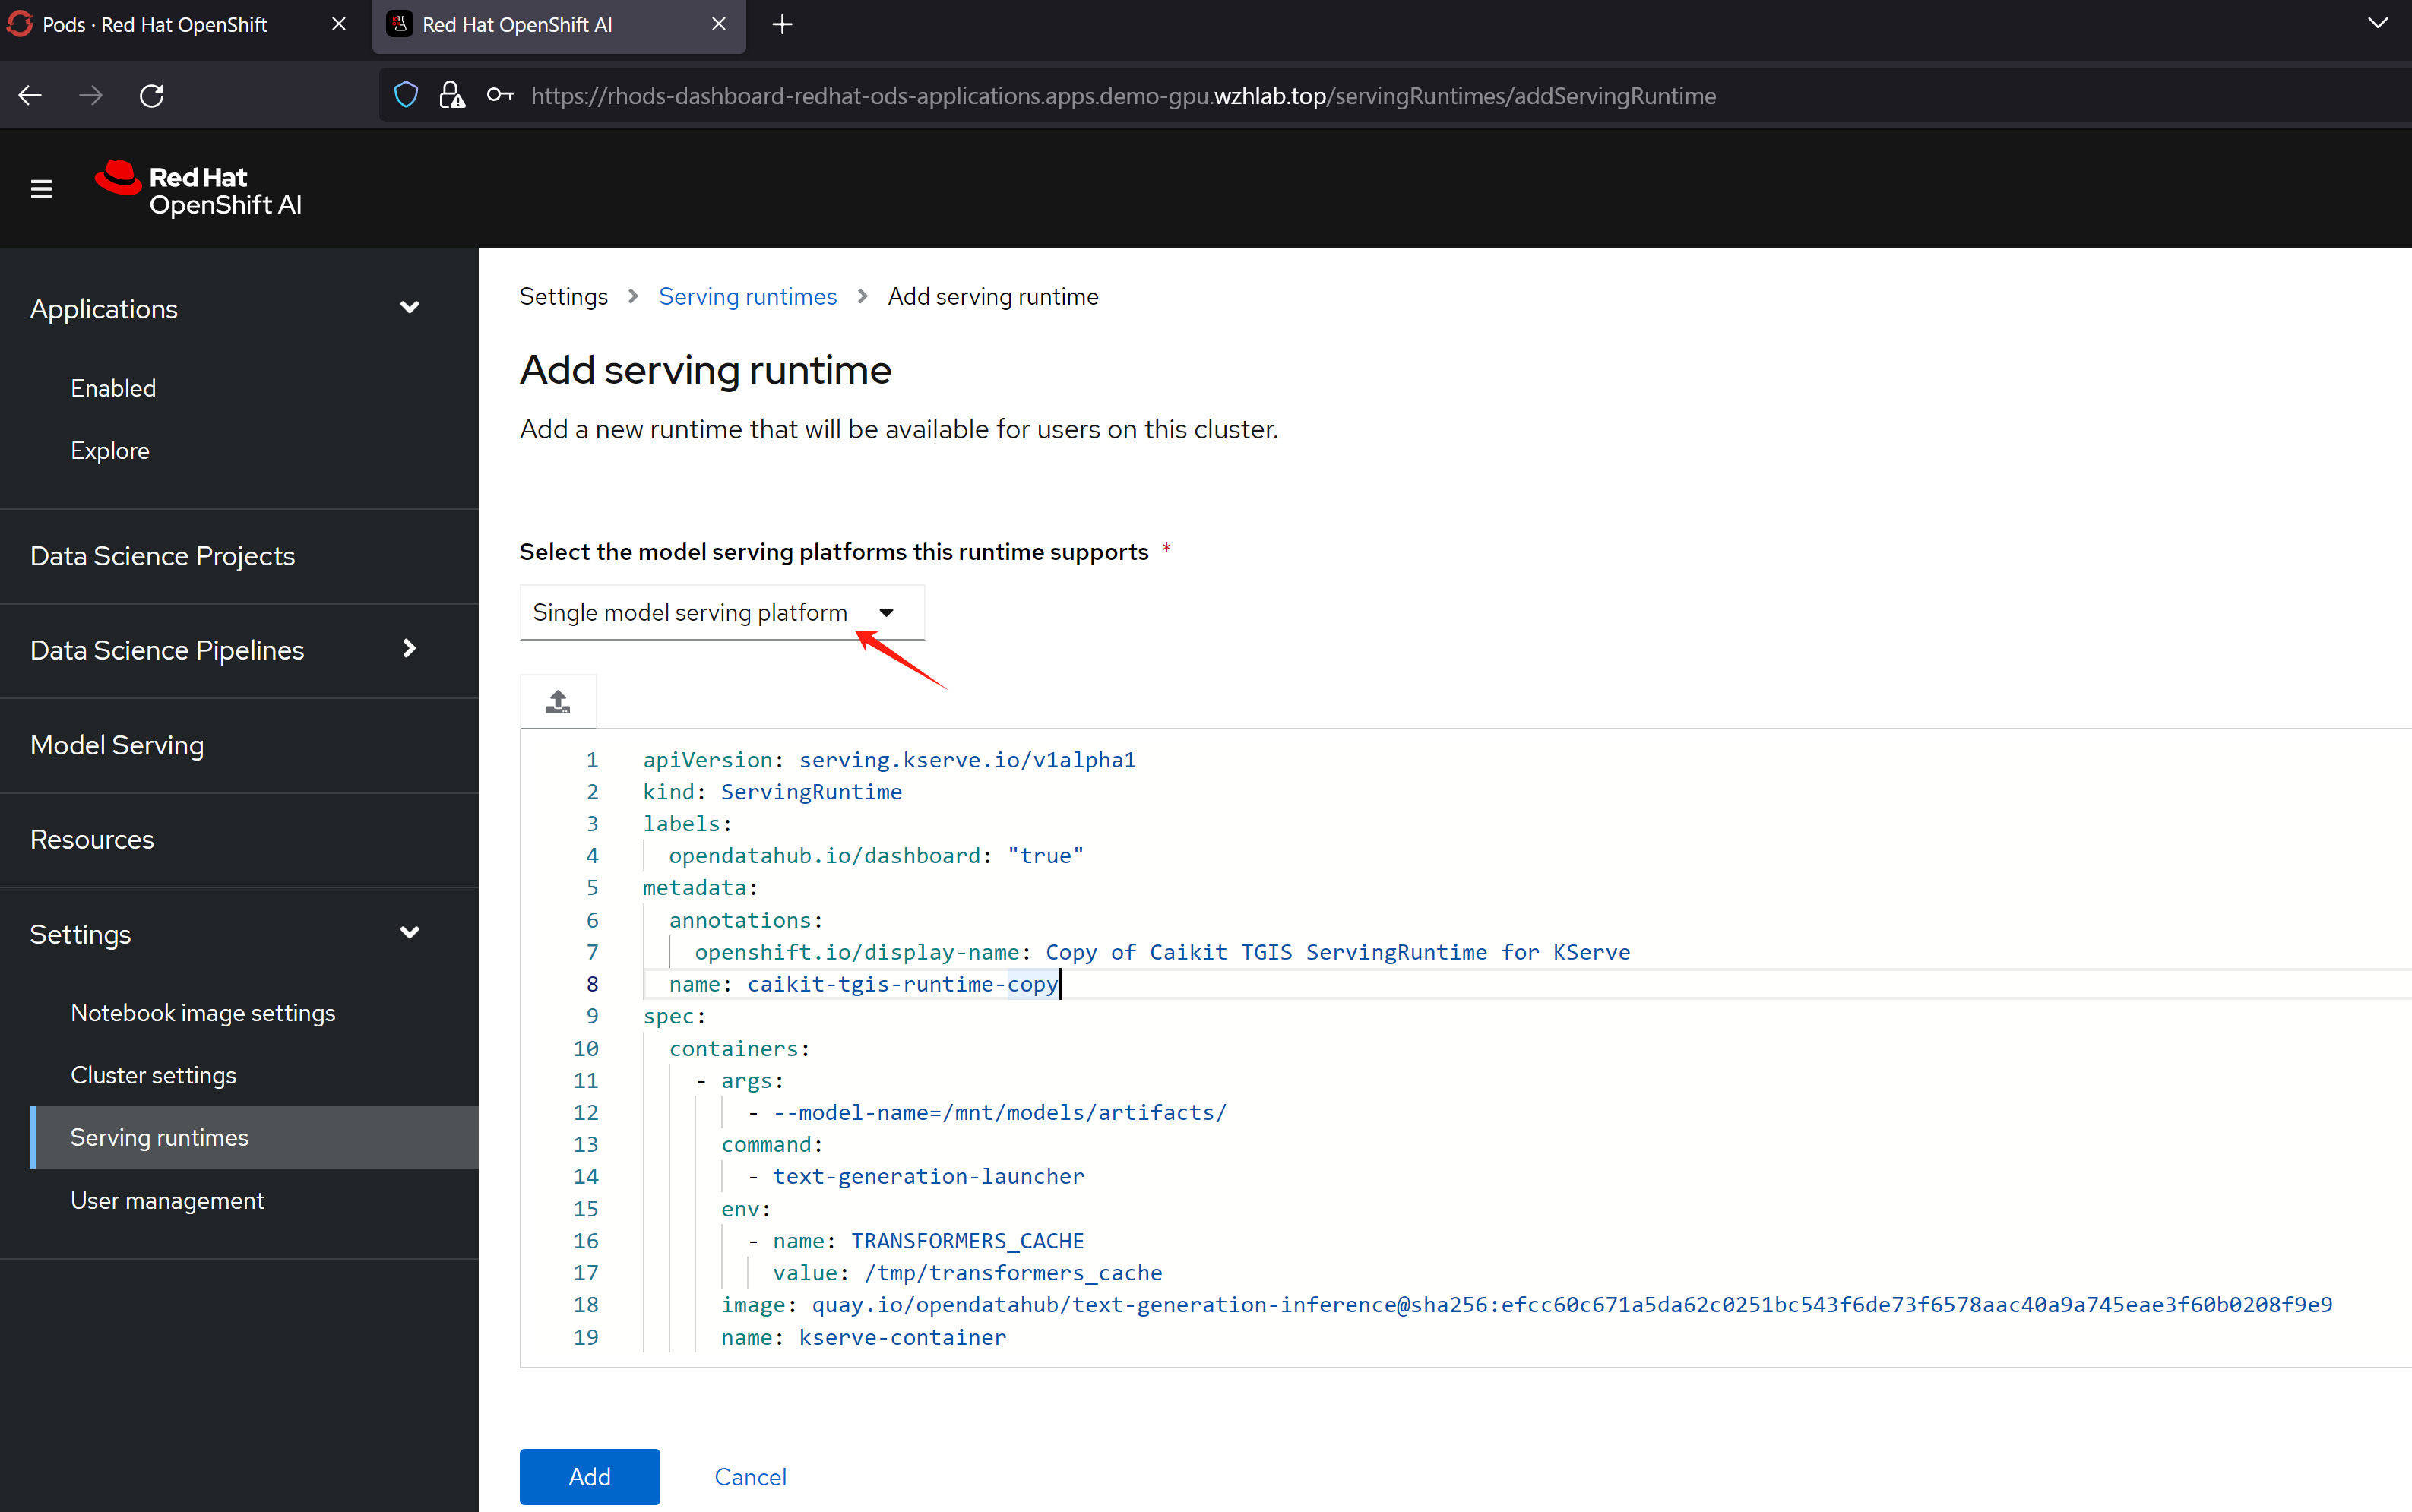 Pods · Red Hat OpenShift
Red Hat OpenShift AI
https://rhods-dashboard-redhat-ods-applications.apps.demo-gpu.wzhlab.top/servingRuntimes/addServingRuntime
Red Hat
OpenShift AI
Applications
Enabled
Explore
Data Science Projects
Data Science Pipelines
Model Serving
Resources
Settings
Notebook image settings
Cluster settings
Serving runtimes
User management
Settings > Serving runtimes > Add serving runtime
Add serving runtime
Add a new runtime that will be available for users on this cluster.
Select the model serving platforms this runtime supports *
Single model serving platform
1 apiVersion: serving.kserve.io/v1alpha1
2 kind: ServingRuntime
3 labels:
4   opendatahub.io/dashboard: "true"
5 metadata:
6   annotations:
7     openshift.io/display-name: Copy of Caikit TGIS ServingRuntime for KServe
8   name: caikit-tgis-runtime-copy
9 spec:
10   containers:
11     - args:
12         - --model-name=/mnt/models/artifacts/
13       command:
14         - text-generation-launcher
15       env:
16         - name: TRANSFORMERS_CACHE
17           value: /tmp/transformers_cache
18       image: quay.io/opendatahub/text-generation-inference@sha256:efcc60c671a5da62c0251bc543f6de73f6578aac40a9a745eae3f60b0208f9e9
19       name: kserve-container
Add
Cancel